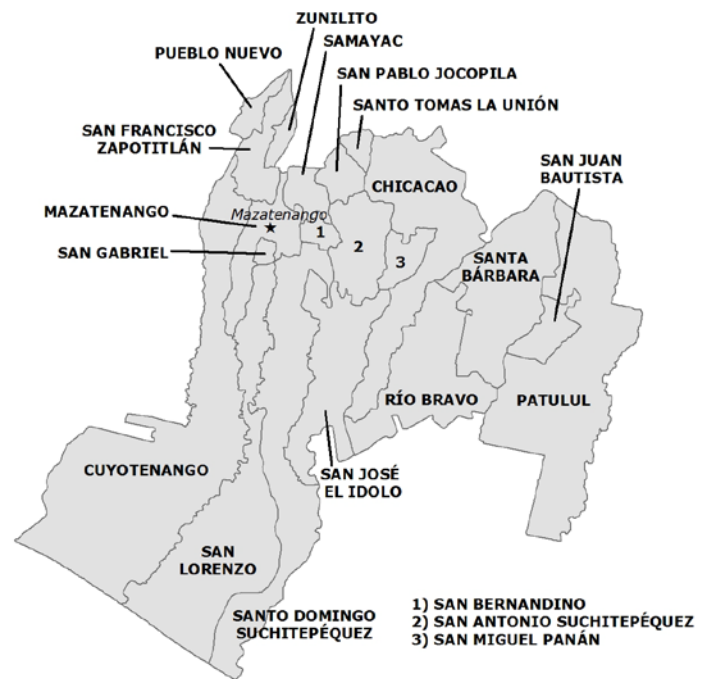 ZUNILITO
SAMAYAC
PUEBLO NUEVO
SAN PABLO JOCOPILA
SANTO TOMAS LA UNIÓN
SAN FRANCISCO
ZAPOTITLÁN
SAN JUAN
BAUTISTA
CHICACAO
MAZATENANGO
Mazatenango
1
2
3
SAN GABRIEL
SANTA
BÁRBARA
RÍO BRAVO
PATULUL
CUYOTENANGO
SAN JOSÉ
EL IDOLO
SAN
LORENZO
SANTO DOMINGO
SUCHITEPÉQUEZ
1) SAN BERNANDINO
2) SAN ANTONIO SUCHITEPÉQUEZ
3) SAN MIGUEL PANÁN